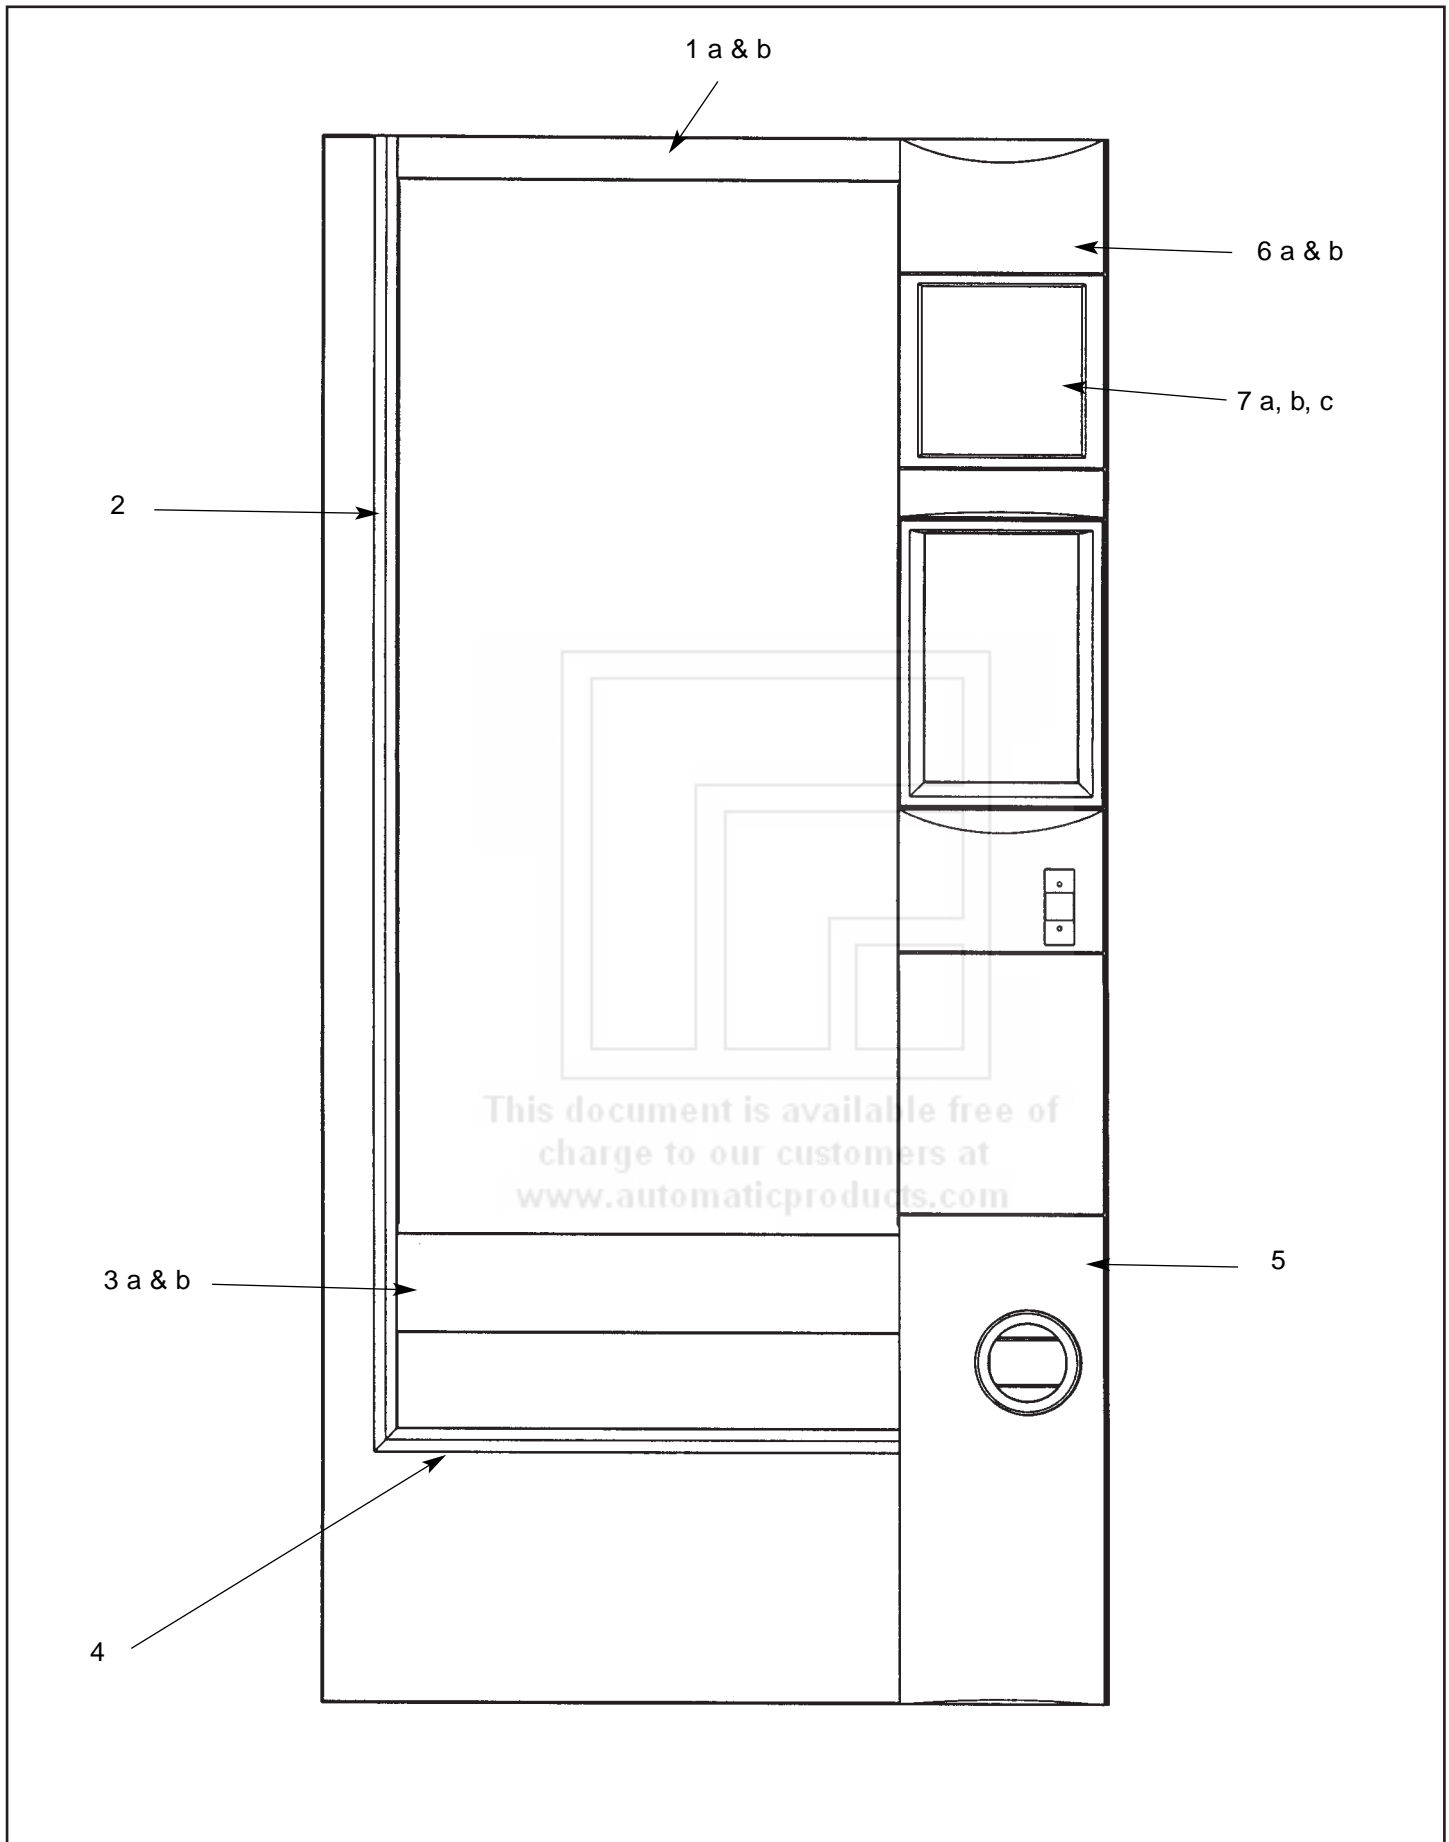 1 a & b
6 a & b
7 a, b, c
2
This document is available free of
charge to our customers at
www.automaticproducts.com
3 a & b
5
4